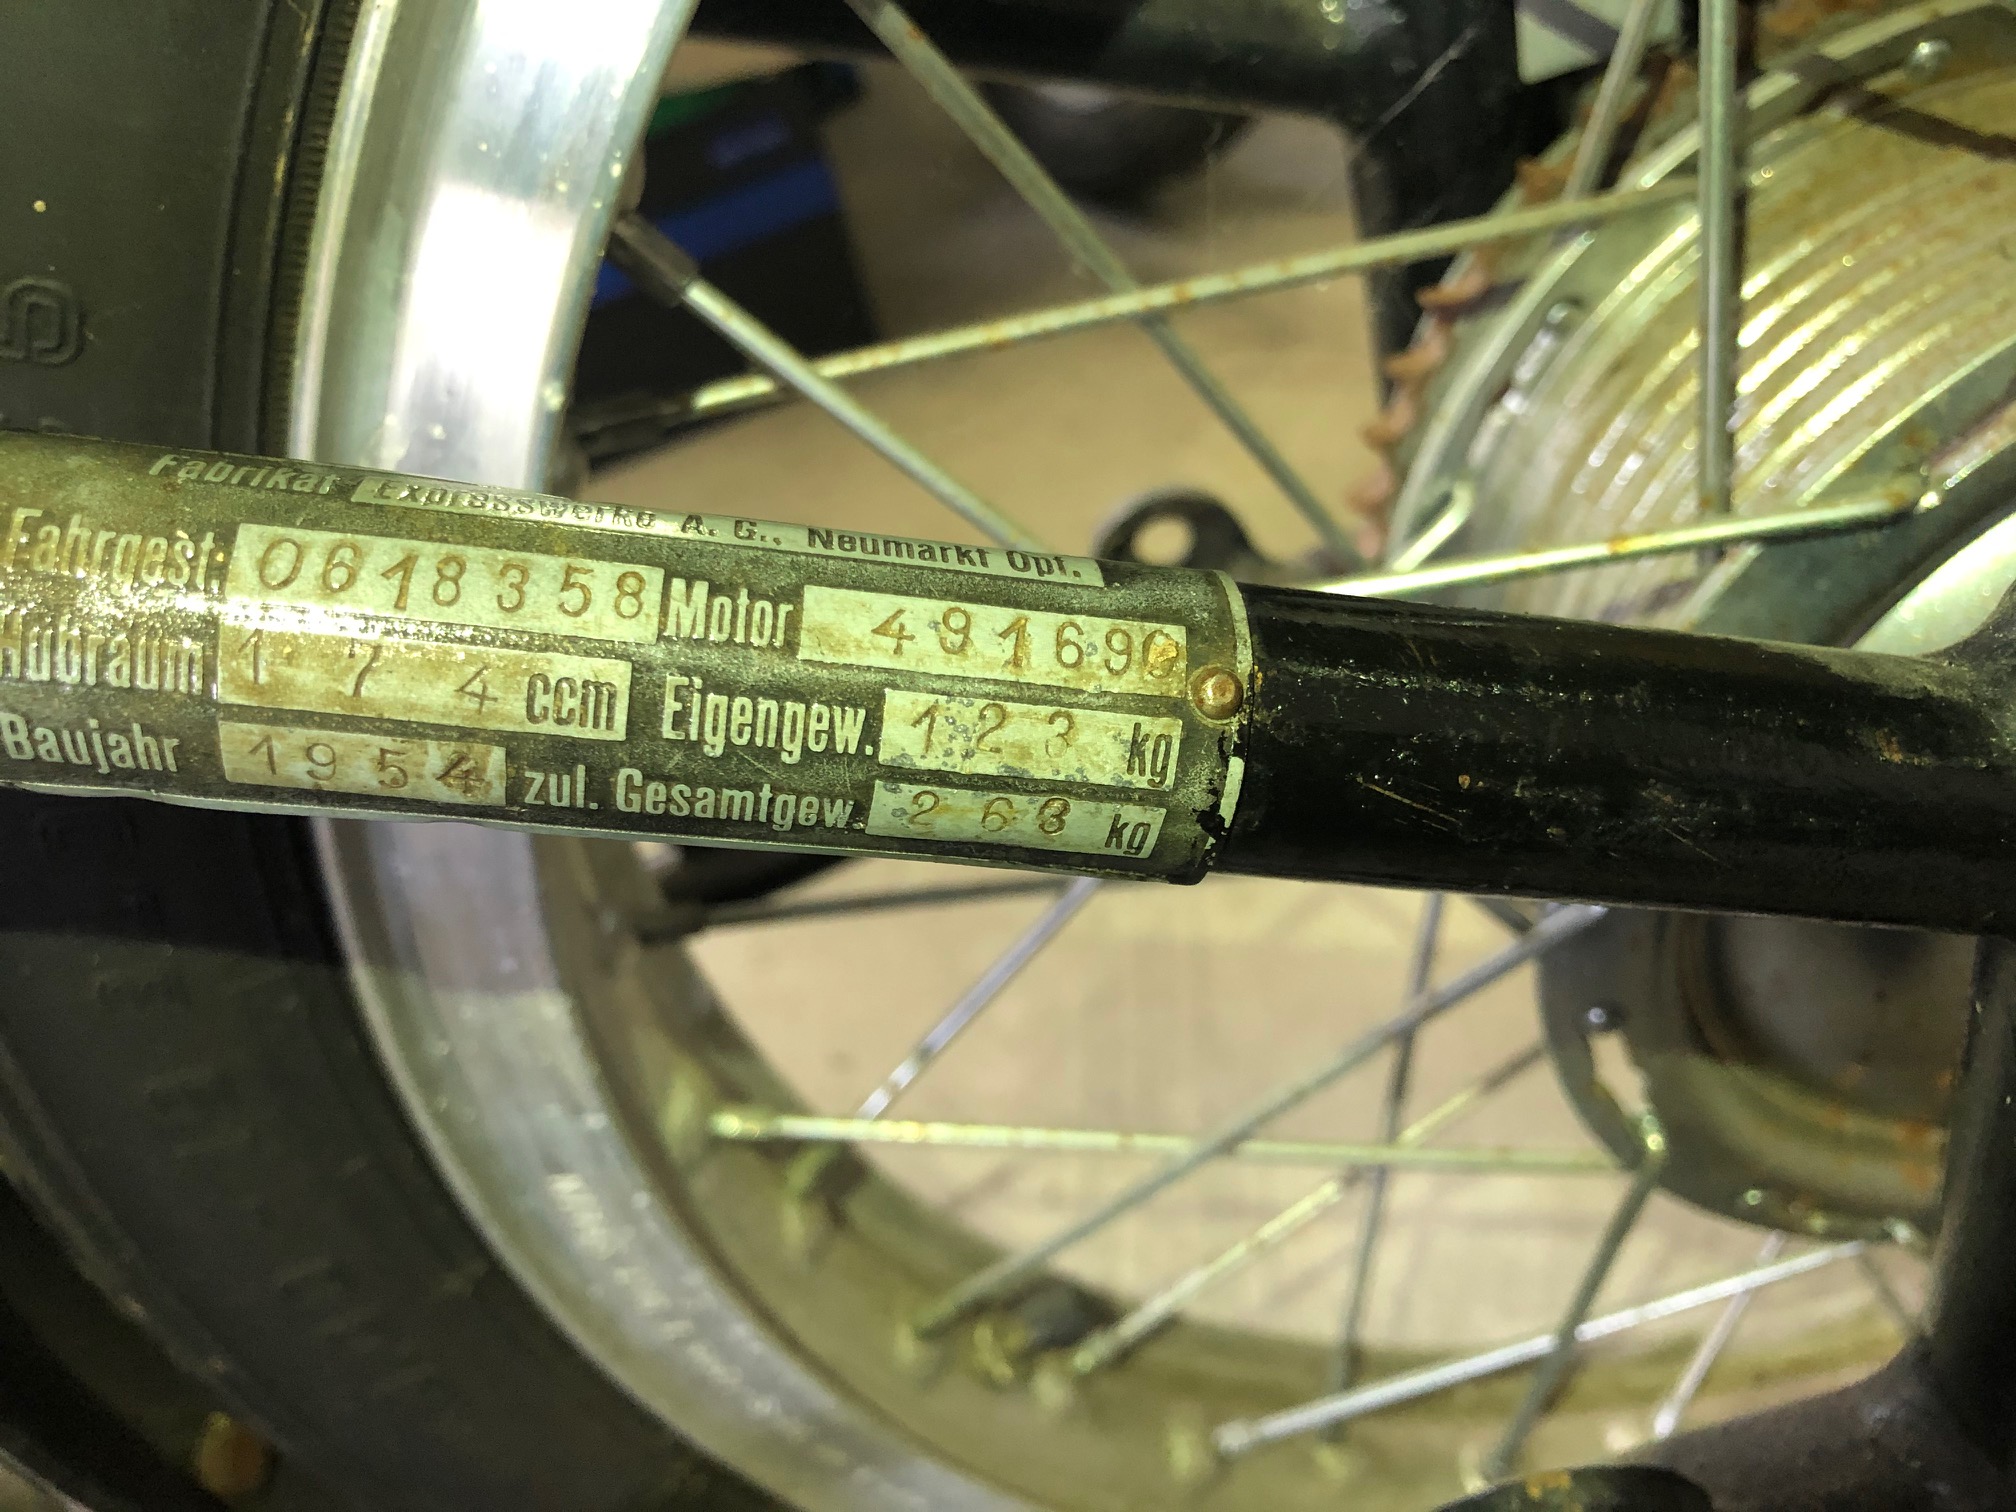 Fabrikat Expresswerke A. G., Neumarkt Opf.
Fahrgest. 0618358 Motor 491690
Hubraum 174 ccm Eigengew. 123 kg
Baujahr 1954 zul. Gesamtgew. 263 kg